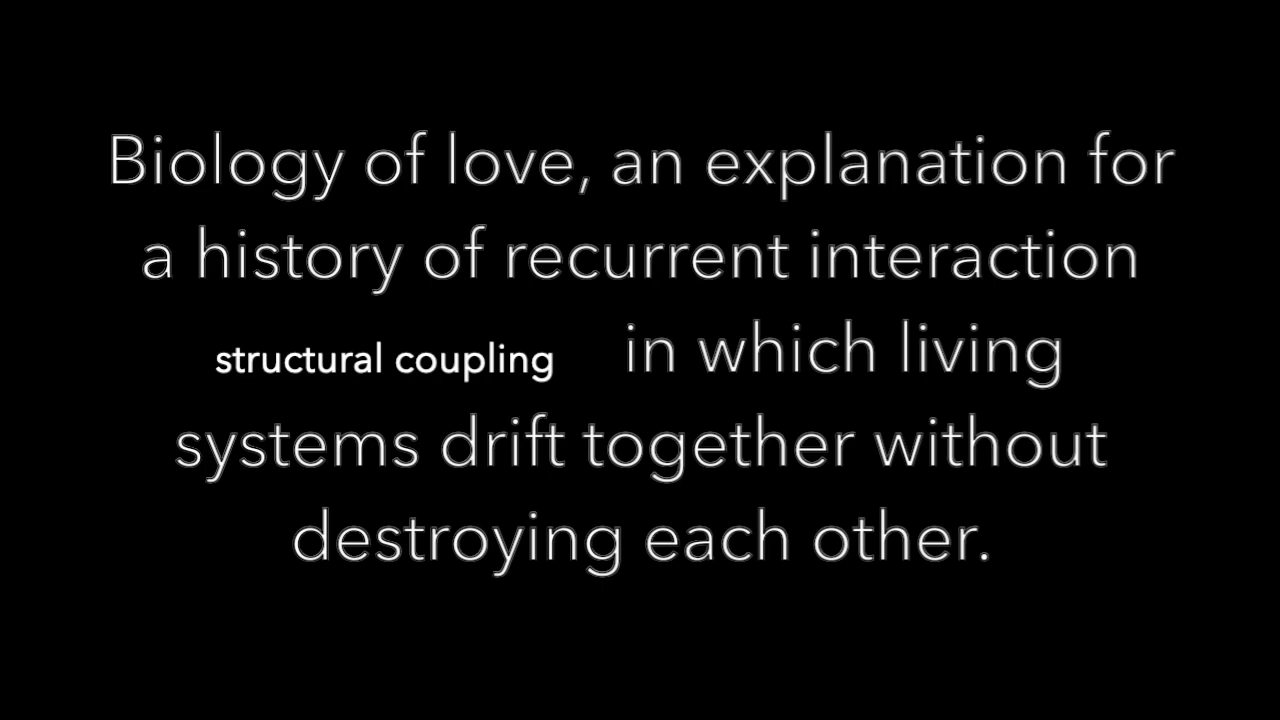 Biology of love, an explanation for
a history of recurrent interaction
structural coupling in which living
systems drift together without
destroying each other.